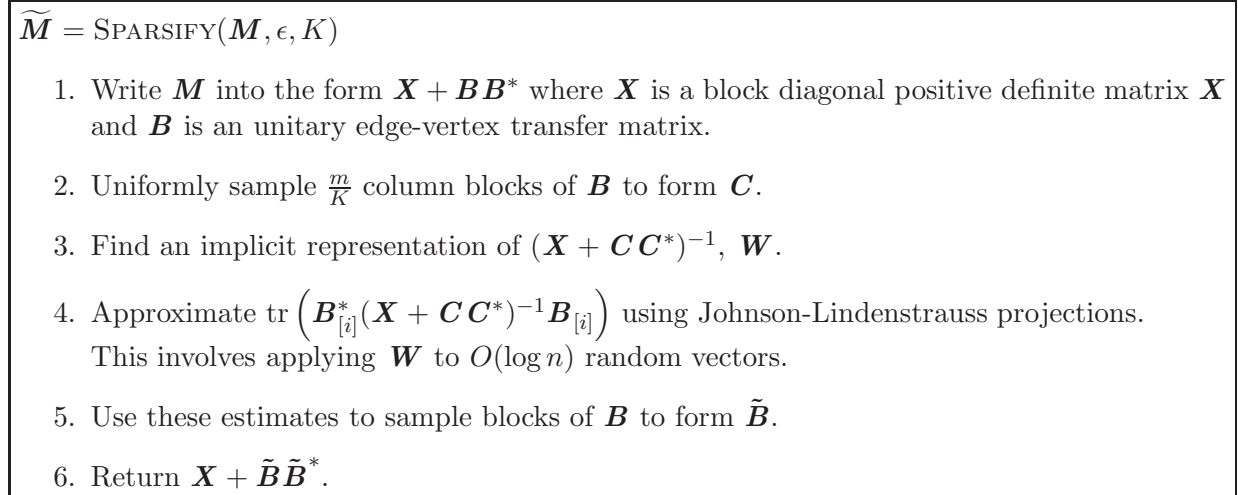 M̃ = SPARSIFY(M, ϵ, K)
1. Write M into the form X + BB* where X is a block diagonal positive definite matrix X
and B is an unitary edge-vertex transfer matrix.
2. Uniformly sample m/K column blocks of B to form C.
3. Find an implicit representation of (X + CC*)⁻¹, W.
4. Approximate tr(B*[i](X + CC*)⁻¹B[i]) using Johnson-Lindenstrauss projections.
This involves applying W to O(log n) random vectors.
5. Use these estimates to sample blocks of B to form B̃.
6. Return X + B̃B̃*.